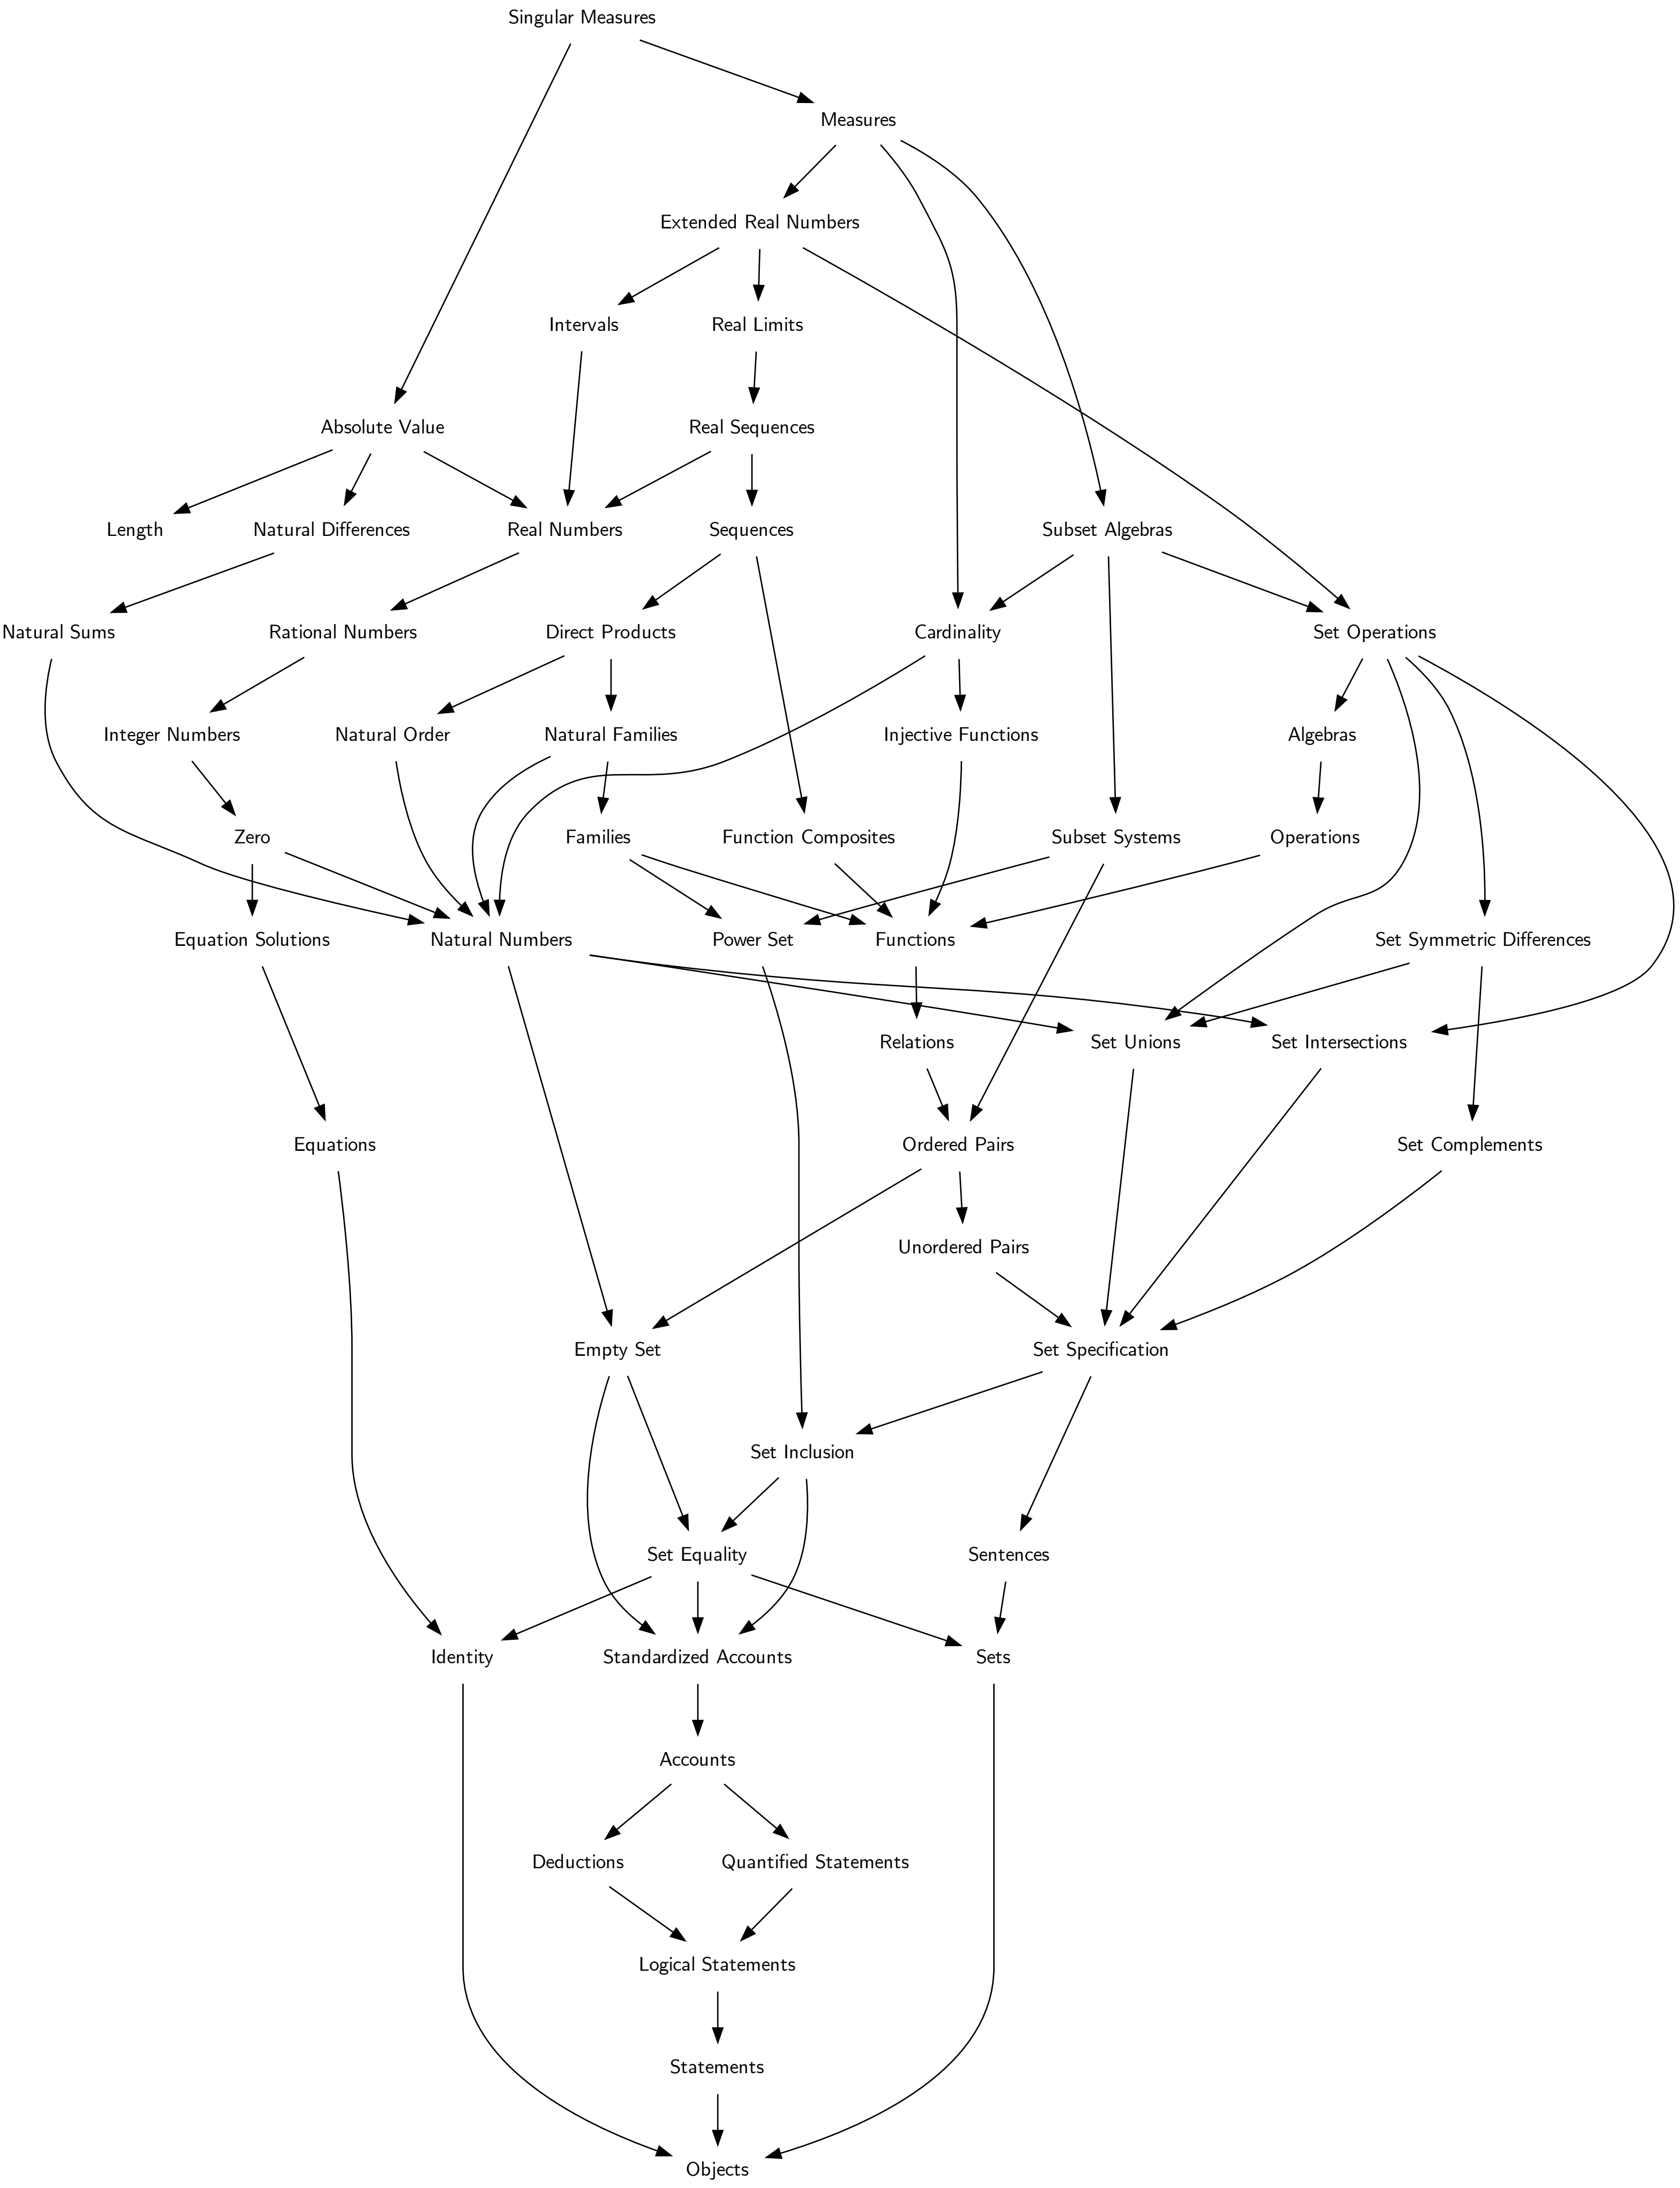 Singular Measures
Measures
Extended Real Numbers
Intervals
Real Limits
Absolute Value
Real Sequences
Length
Natural Differences
Real Numbers
Sequences
Subset Algebras
Natural Sums
Rational Numbers
Direct Products
Cardinality
Set Operations
Integer Numbers
Natural Order
Natural Families
Injective Functions
Algebras
Zero
Families
Function Composites
Subset Systems
Operations
Equation Solutions
Natural Numbers
Power Set
Functions
Set Symmetric Differences
Relations
Set Unions
Set Intersections
Equations
Ordered Pairs
Set Complements
Unordered Pairs
Empty Set
Set Specification
Set Inclusion
Set Equality
Sentences
Identity
Standardized Accounts
Sets
Accounts
Deductions
Quantified Statements
Logical Statements
Statements
Objects